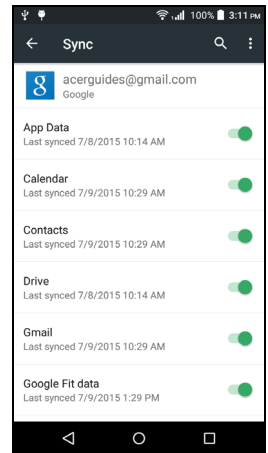 100% 3:11 PM
Sync
g acerguides@gmail.com
Google
App Data
Last synced 7/8/2015 10:14 AM
Calendar
Last synced 7/9/2015 10:29 AM
Contacts
Last synced 7/9/2015 10:29 AM
Drive
Last synced 7/8/2015 10:14 AM
Gmail
Last synced 7/9/2015 10:29 AM
Google Fit data
Last synced 7/9/2015 1:29 PM